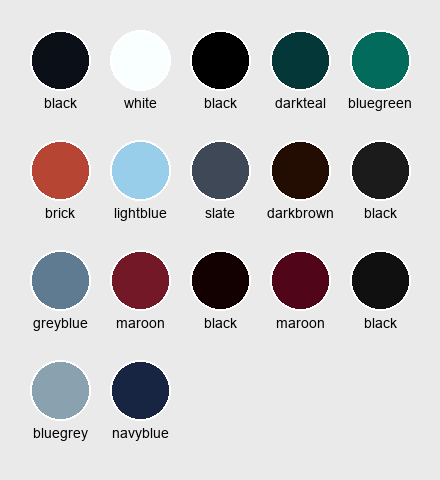 black white black darkteal bluegreen
brick lightblue slate darkbrown black
greyblue maroon black maroon black
bluegrey navyblue